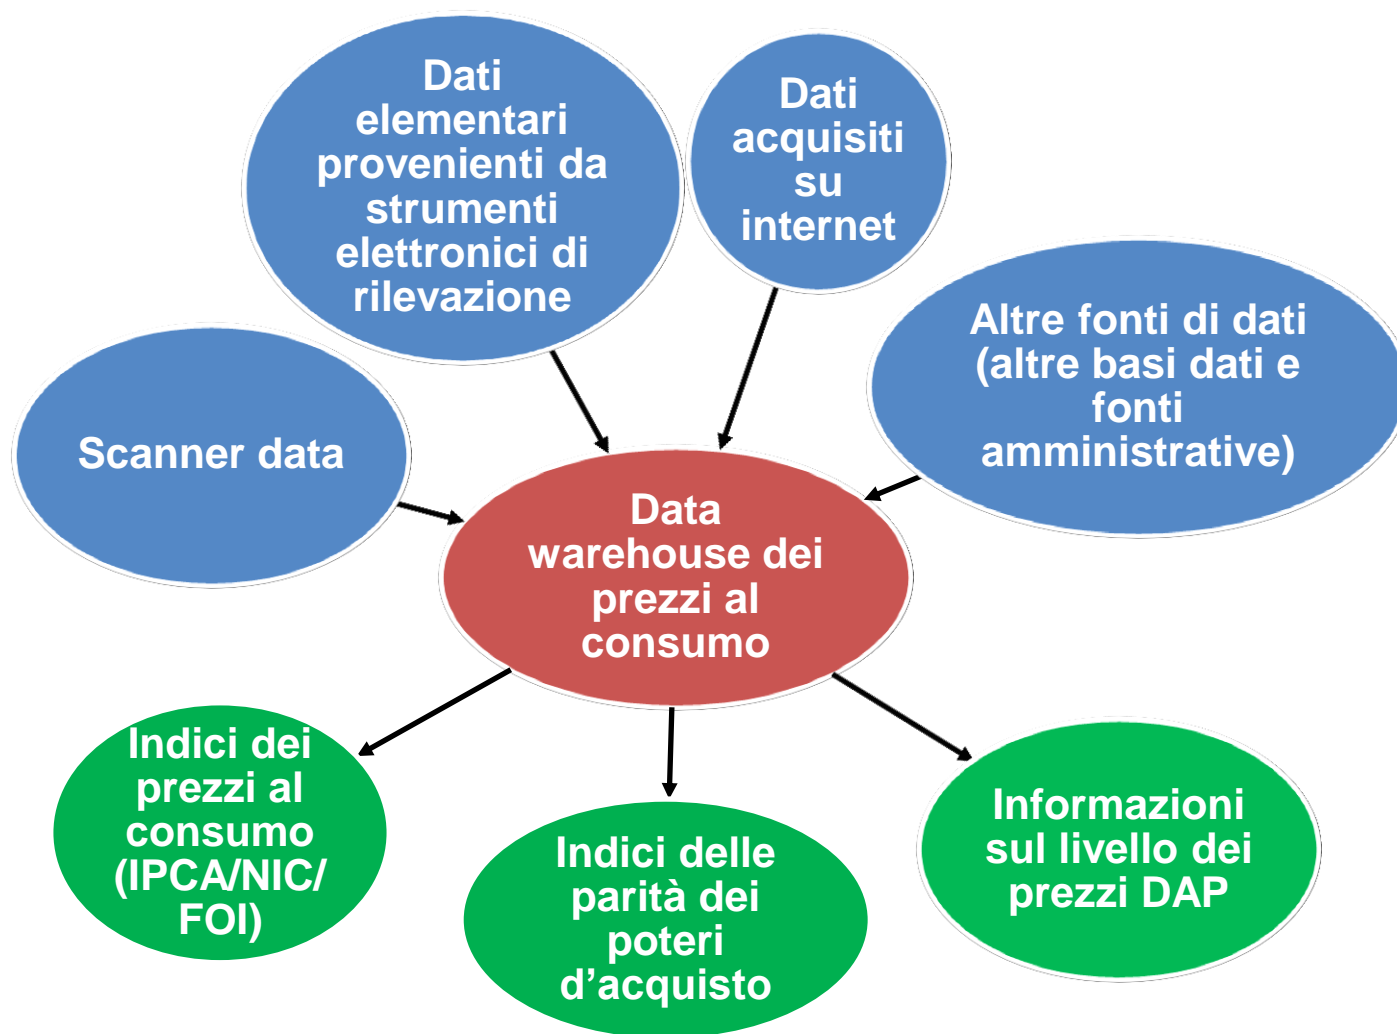 Dati
elementari
provenienti da
strumenti
elettronici di
rilevazione
Dati
acquisiti
su
internet
Altre fonti di dati
(altre basi dati e
fonti
amministrative)
Scanner data
Data
warehouse dei
prezzi al
consumo
Indici dei
prezzi al
consumo
(IPCA/NIC/
FOI)
Indici delle
parità dei
poteri
d’acquisto
Informazioni
sul livello dei
prezzi DAP